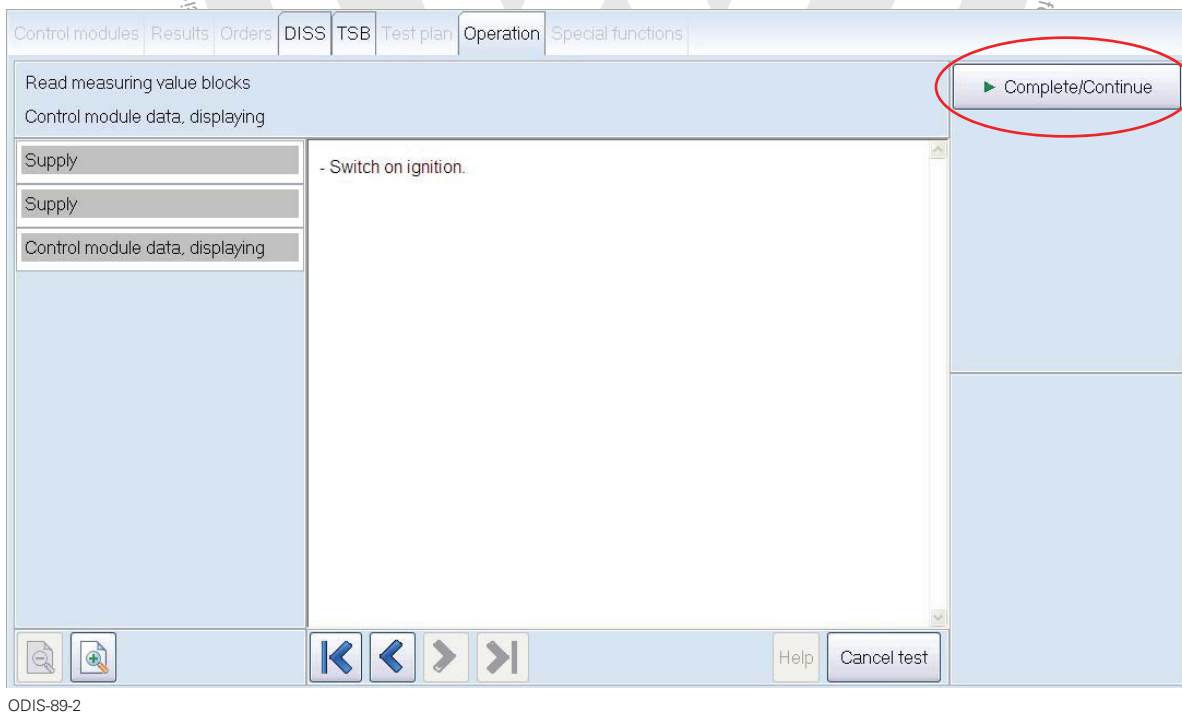 Control modules Results Orders DISS TSB Test plan Operation Special functions
Read measuring value blocks
Control module data, displaying
Complete/Continue
Supply
Supply
Control module data, displaying
- Switch on ignition.
Help Cancel test
ODIS-89-2